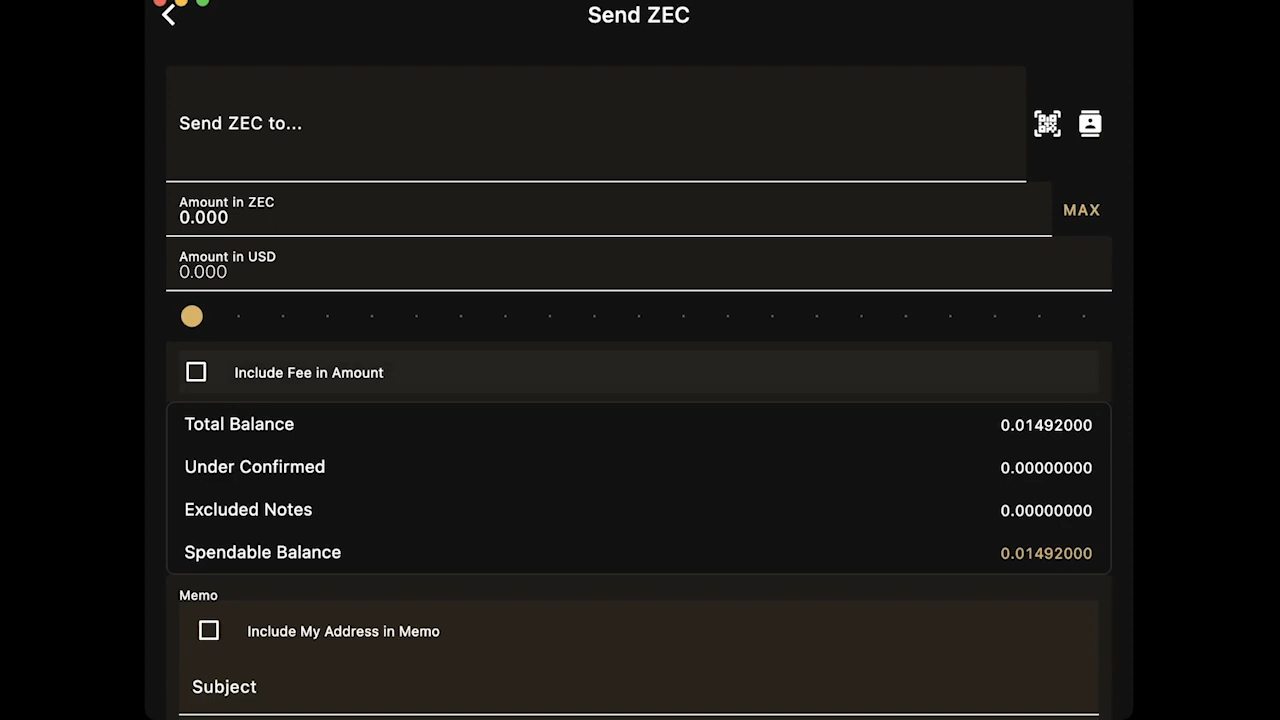 Send ZEC
Send ZEC to...
Amount in ZEC
0.000
MAX
Amount in USD
0.000
Include Fee in Amount
Total Balance 0.01492000
Under Confirmed 0.00000000
Excluded Notes 0.00000000
Spendable Balance 0.01492000
Memo
Include My Address in Memo
Subject